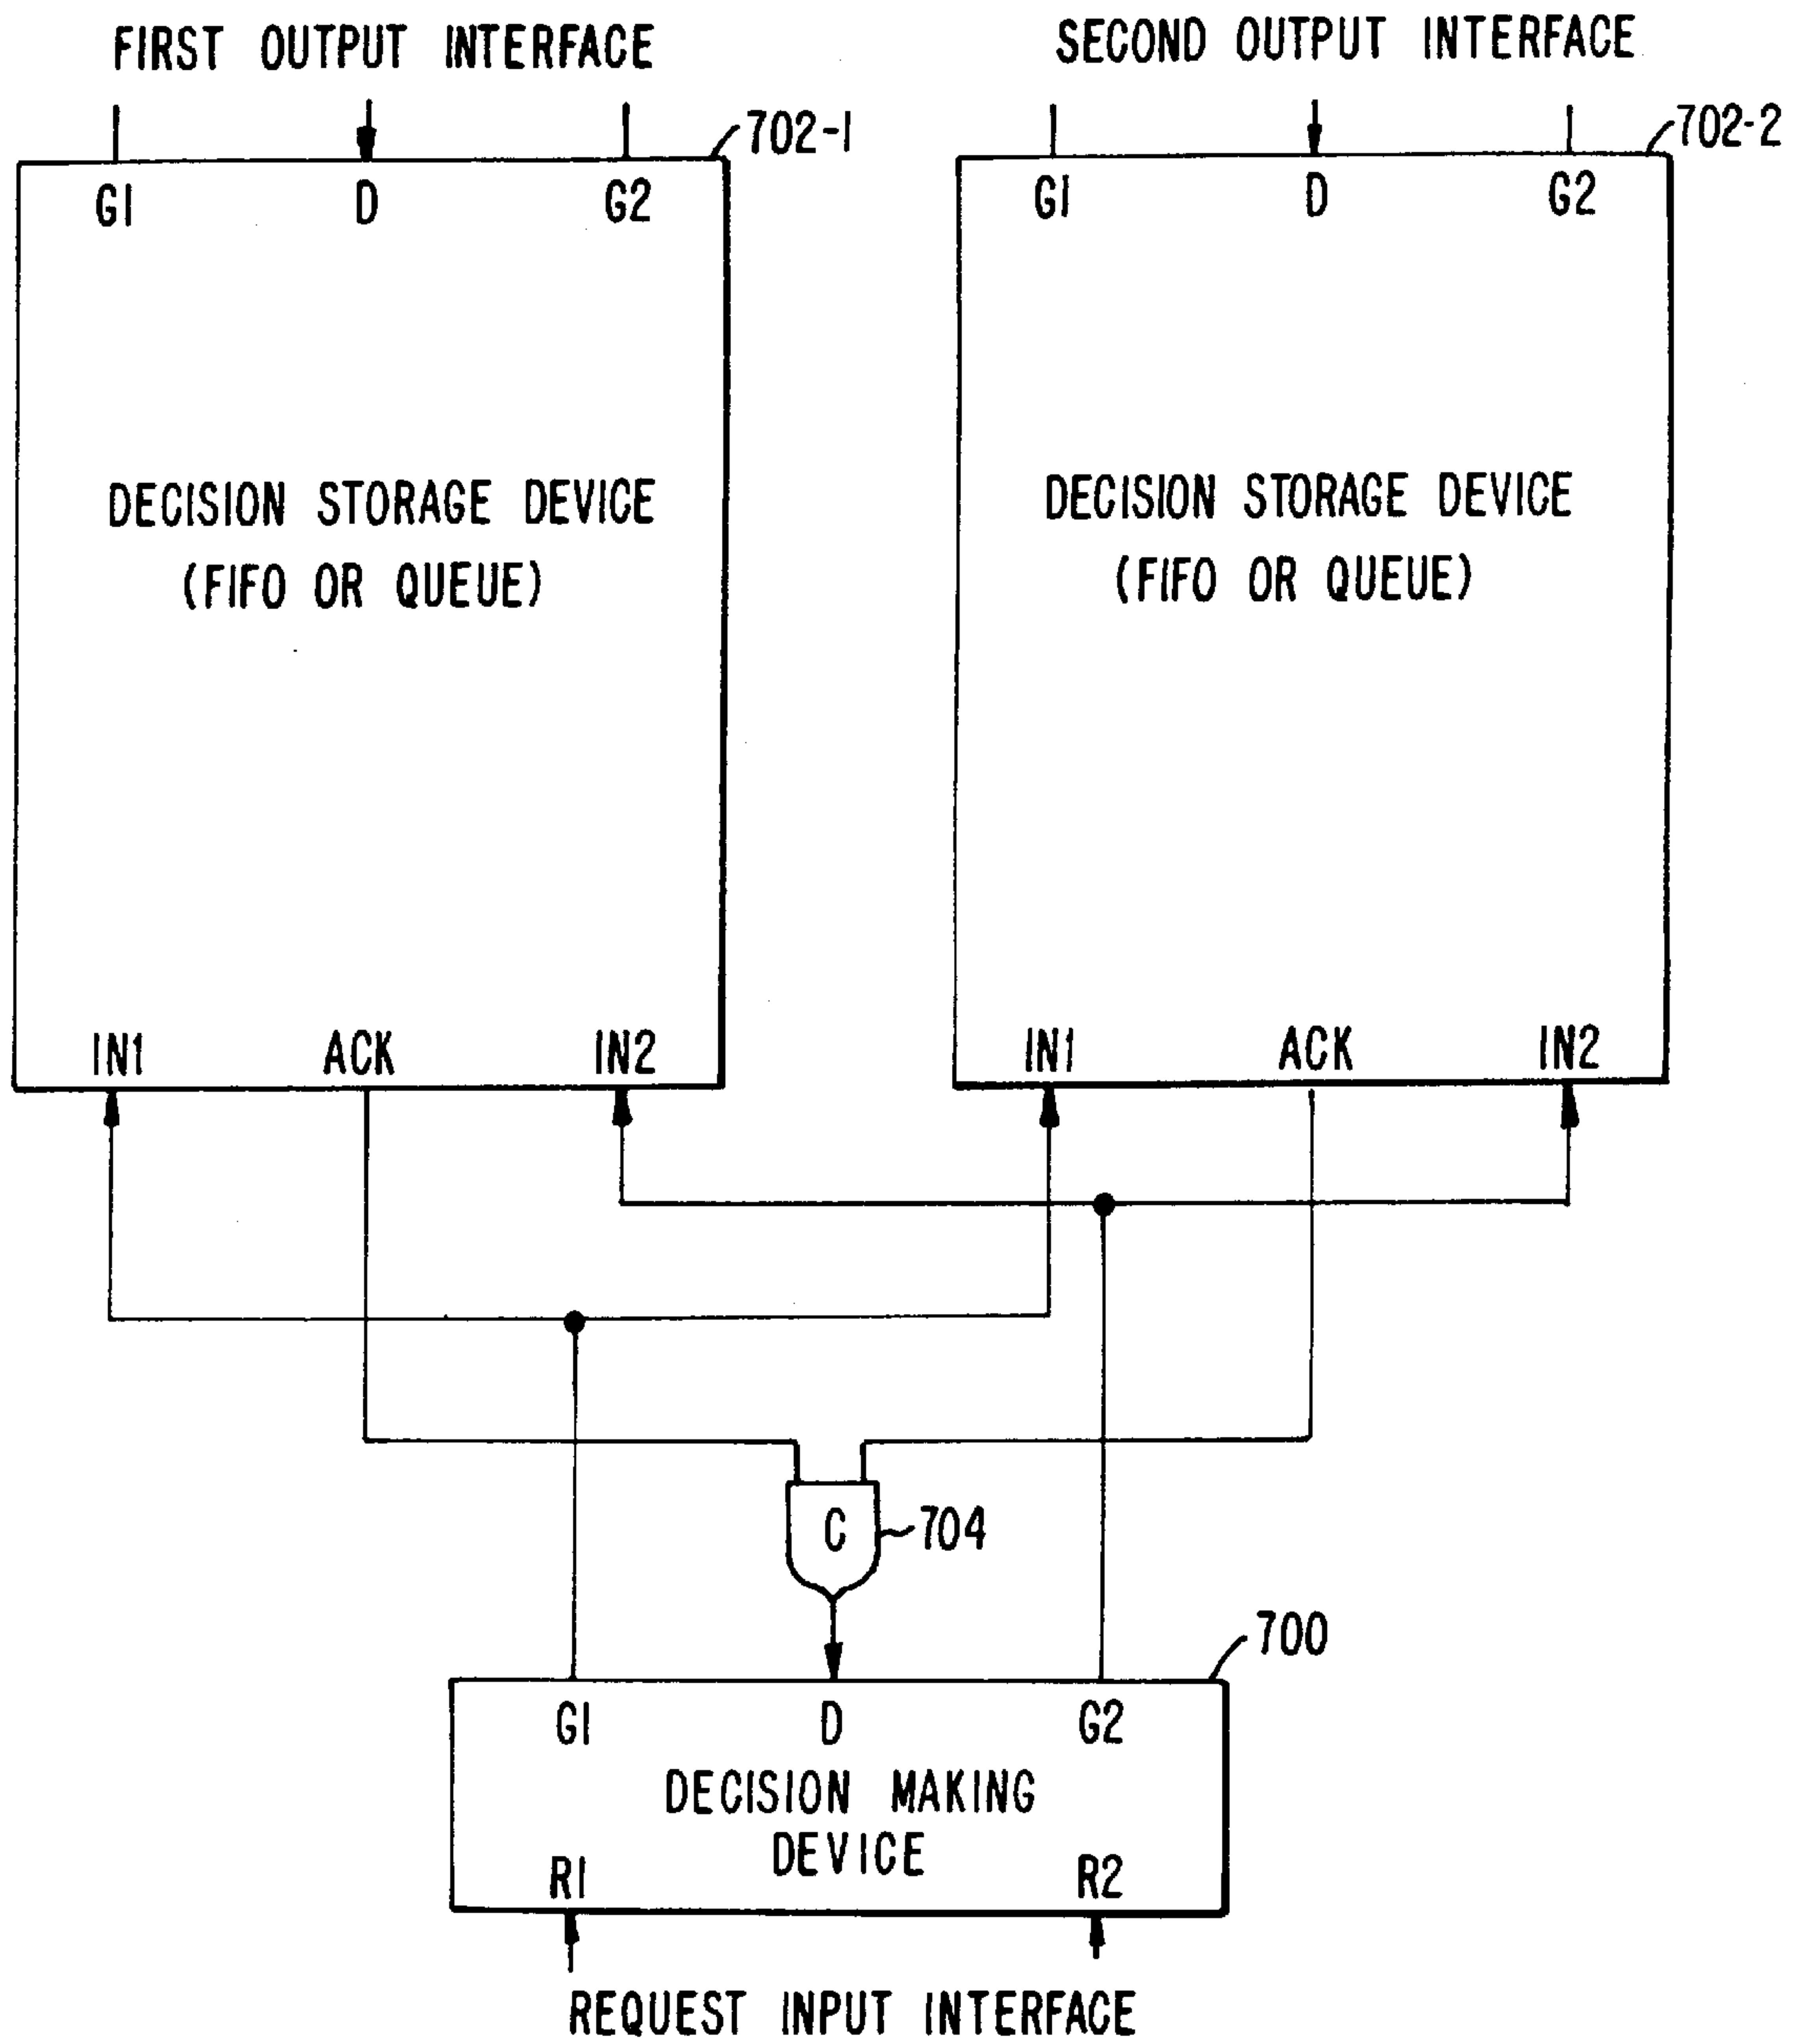 FIRST OUTPUT INTERFACE
SECOND OUTPUT INTERFACE
702-1
702-2
G1 D G2
G1 D G2
DECISION STORAGE DEVICE
(FIFO OR QUEUE)
DECISION STORAGE DEVICE
(FIFO OR QUEUE)
IN1 ACK IN2
IN1 ACK IN2
C
704
700
G1 D G2
DECISION MAKING
DEVICE
R1 R2
REQUEST INPUT INTERFACE